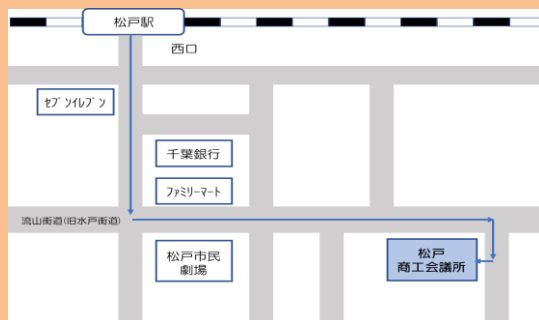 松戸駅
西口
ｾﾌﾞﾝｲﾚﾌﾞﾝ
千葉銀行
ﾌｧﾐﾘｰﾏｰﾄ
流山街道(旧水戸街道)
松戸市民
劇場
松戸
商工会議所